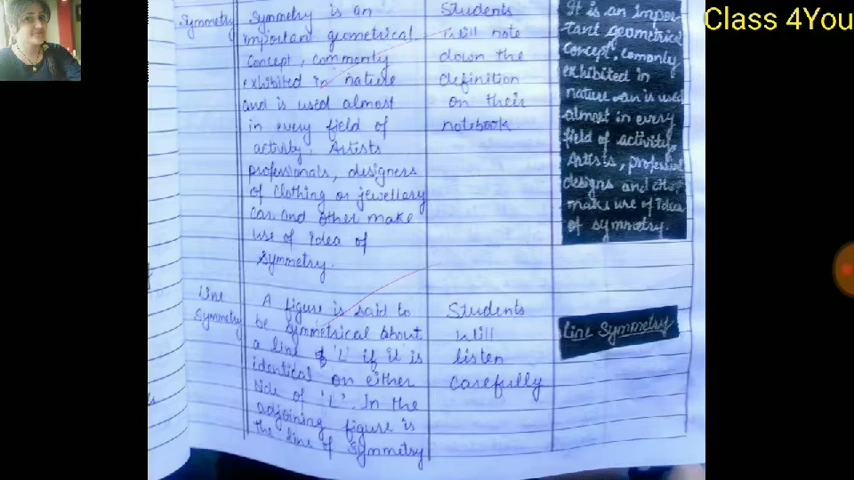 Class 4You
Symmetry
Symmetry is an
important geometrical
concept, commonly
exhibited in nature
and is used almost
in every field of
activity. Artists
professionals, designers
of clothing or jewellery
car and other make
use of idea of
symmetry.
Students
will note
down the
definition
on their
notebook
It is an impor-
tant geometrical
concept, comonly
exhibited in
nature is used
almost in every
field of activity.
Artists, professional
designs and
make use of idea
of symmetry.
Line
Symmetry
A figure is said to
be symmetrical about
a line 'L' if it is
identical on either
side of 'L'. In the
adjoining figure is
the line of symmetry
Students
will
listen
carefully
Line Symmetry